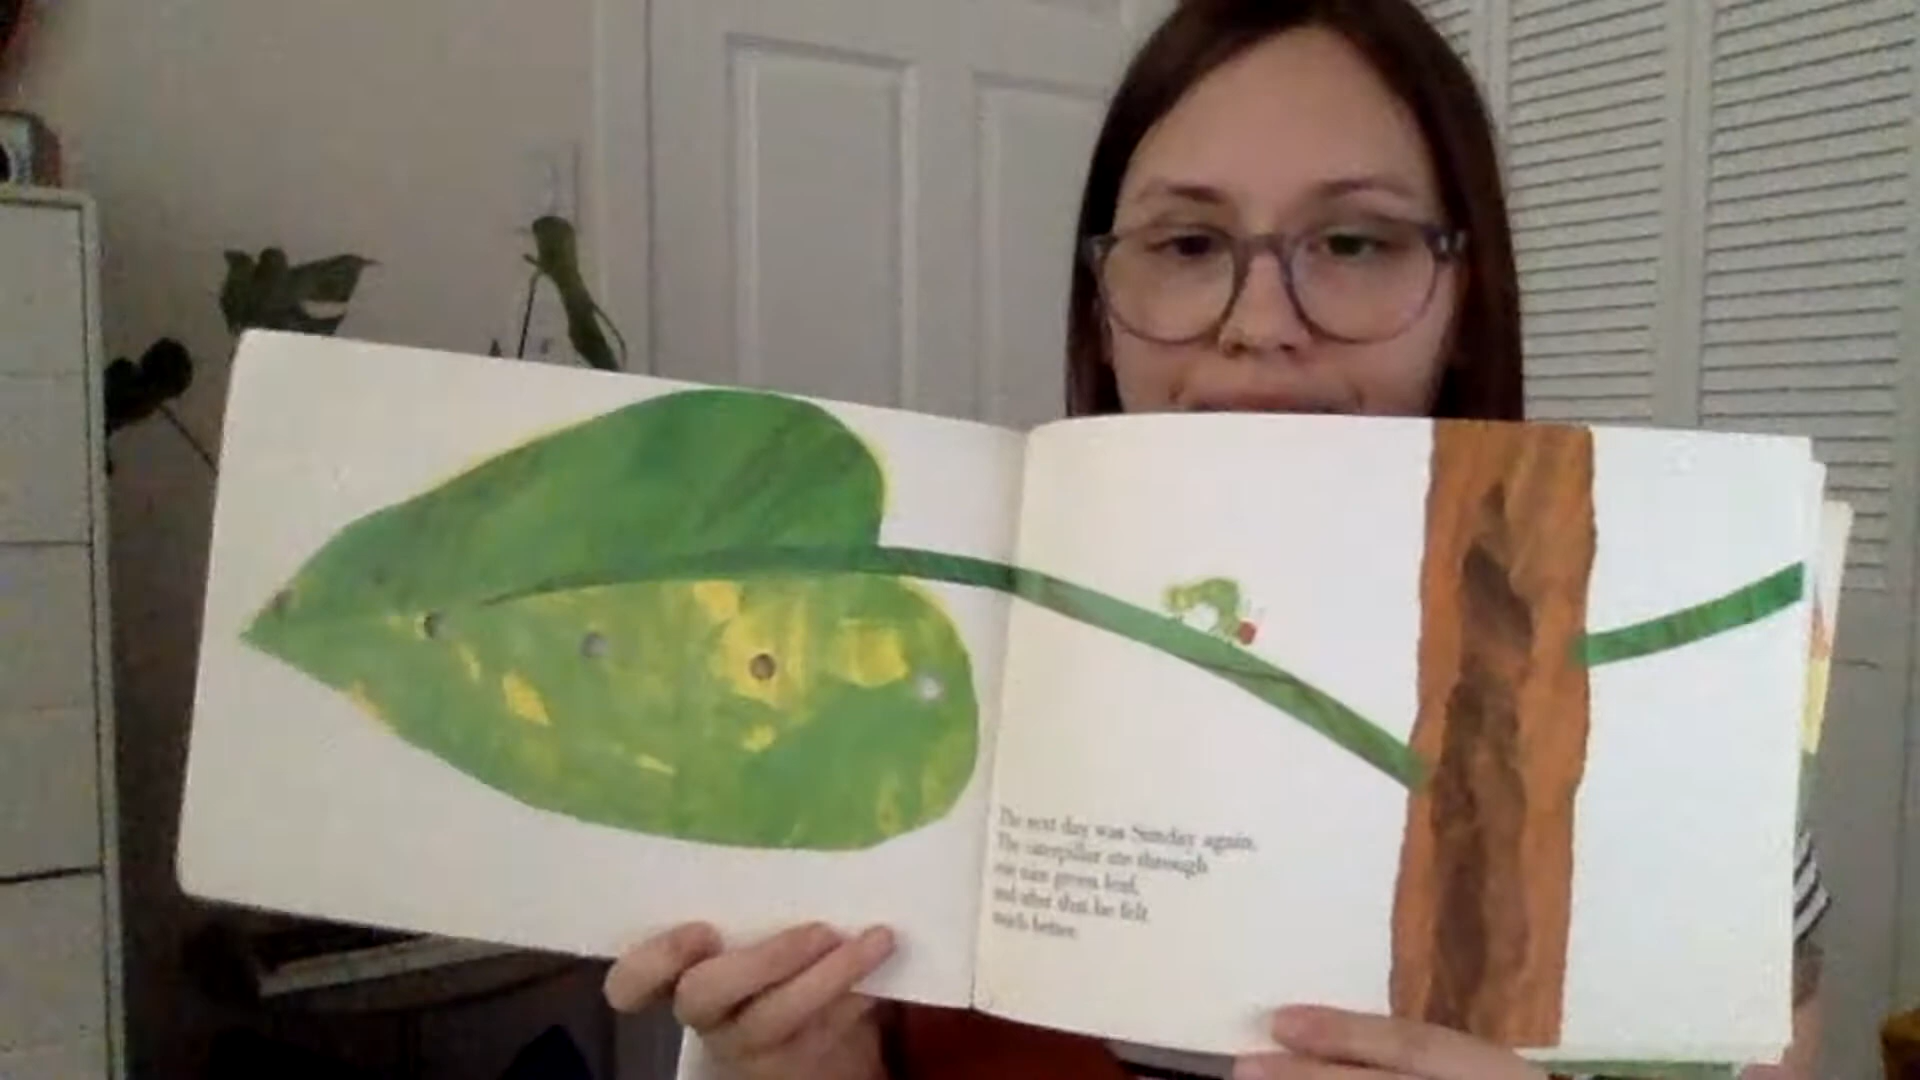 The next day was Sunday again.
The caterpillar ate through
one nice green leaf,
and after that he felt
much better.